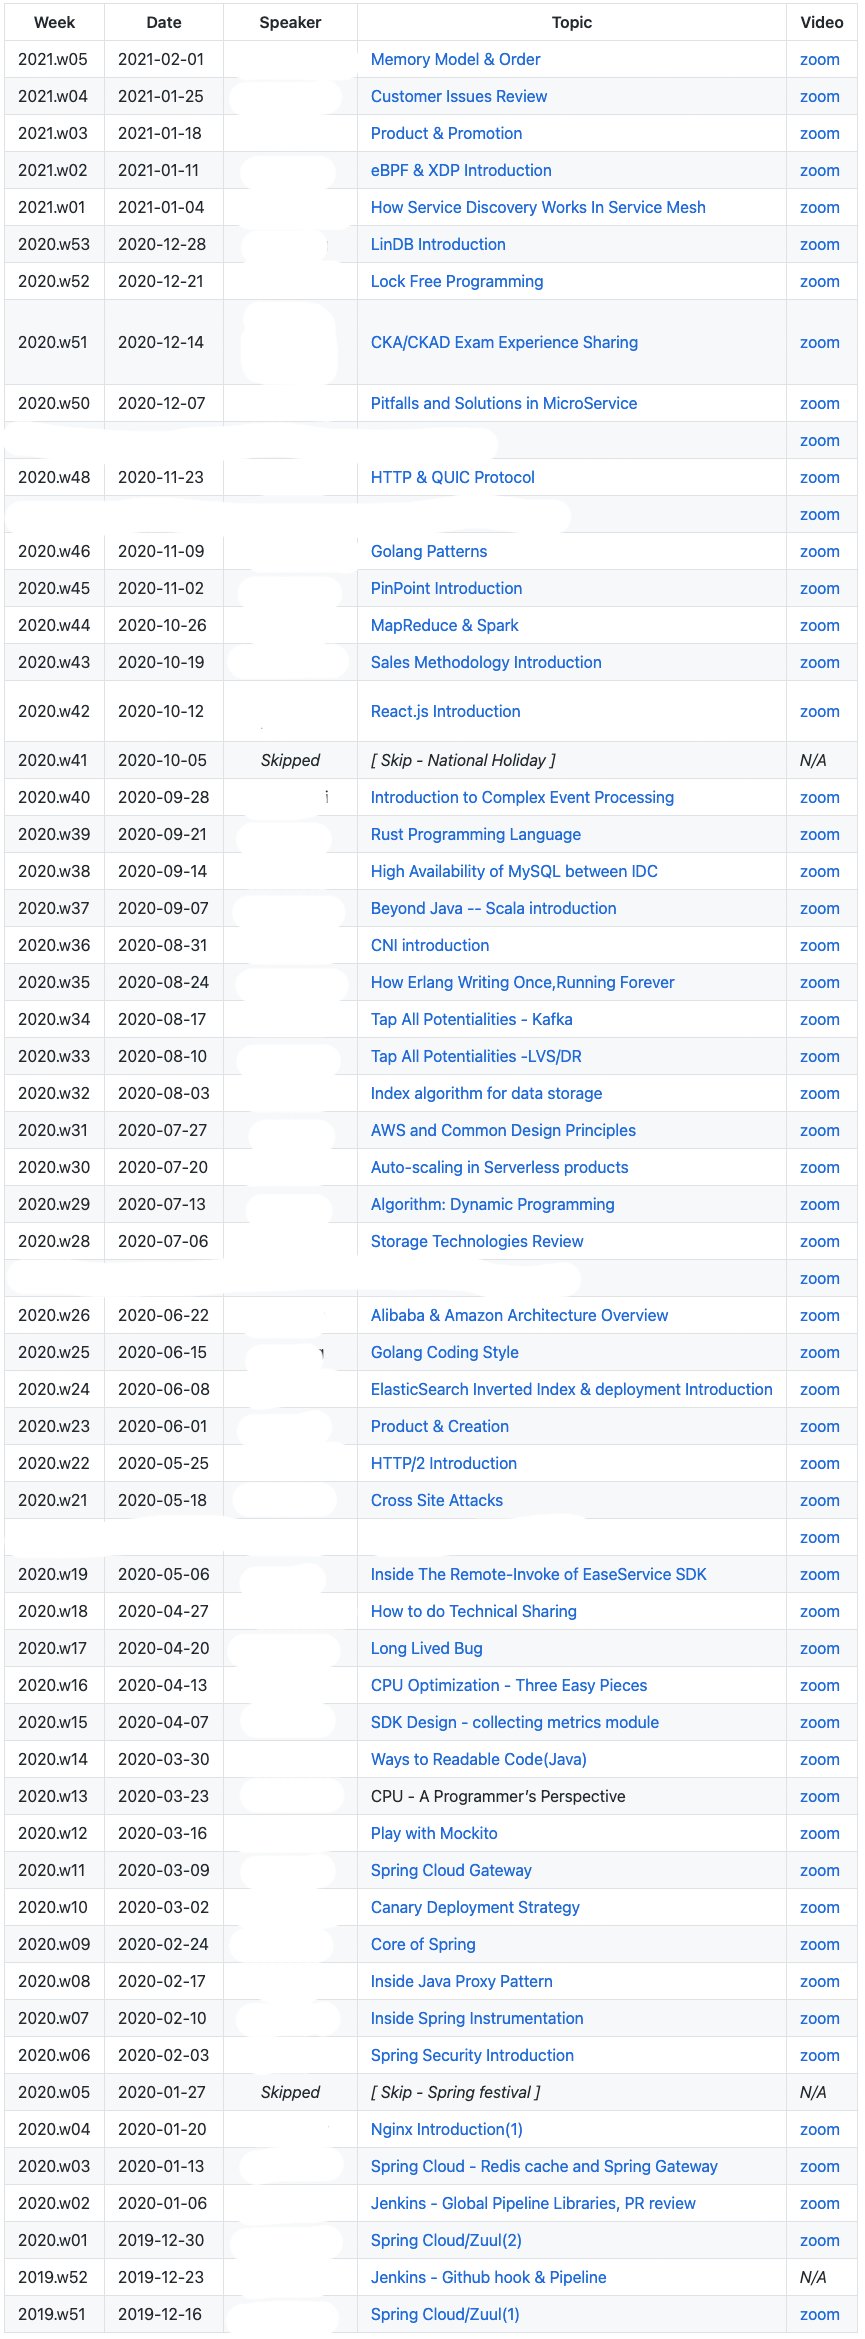 Week Date Speaker Topic Video
2021.w05 2021-02-01 Memory Model & Order zoom
2021.w04 2021-01-25 Customer Issues Review zoom
2021.w03 2021-01-18 Product & Promotion zoom
2021.w02 2021-01-11 eBPF & XDP Introduction zoom
2021.w01 2021-01-04 How Service Discovery Works In Service Mesh zoom
2020.w53 2020-12-28 LinDB Introduction zoom
2020.w52 2020-12-21 Lock Free Programming zoom
2020.w51 2020-12-14 CKA/CKAD Exam Experience Sharing zoom
2020.w50 2020-12-07 Pitfalls and Solutions in MicroService zoom
zoom
2020.w48 2020-11-23 HTTP & QUIC Protocol zoom
zoom
2020.w46 2020-11-09 Golang Patterns zoom
2020.w45 2020-11-02 PinPoint Introduction zoom
2020.w44 2020-10-26 MapReduce & Spark zoom
2020.w43 2020-10-19 Sales Methodology Introduction zoom
2020.w42 2020-10-12 React.js Introduction zoom
2020.w41 2020-10-05 Skipped [ Skip - National Holiday ] N/A
2020.w40 2020-09-28 i Introduction to Complex Event Processing zoom
2020.w39 2020-09-21 Rust Programming Language zoom
2020.w38 2020-09-14 High Availability of MySQL between IDC zoom
2020.w37 2020-09-07 Beyond Java -- Scala introduction zoom
2020.w36 2020-08-31 CNI introduction zoom
2020.w35 2020-08-24 How Erlang Writing Once,Running Forever zoom
2020.w34 2020-08-17 Tap All Potentialities - Kafka zoom
2020.w33 2020-08-10 Tap All Potentialities -LVS/DR zoom
2020.w32 2020-08-03 Index algorithm for data storage zoom
2020.w31 2020-07-27 AWS and Common Design Principles zoom
2020.w30 2020-07-20 Auto-scaling in Serverless products zoom
2020.w29 2020-07-13 Algorithm: Dynamic Programming zoom
2020.w28 2020-07-06 Storage Technologies Review zoom
zoom
2020.w26 2020-06-22 Alibaba & Amazon Architecture Overview zoom
2020.w25 2020-06-15 Golang Coding Style zoom
2020.w24 2020-06-08 ElasticSearch Inverted Index & deployment Introduction zoom
2020.w23 2020-06-01 Product & Creation zoom
2020.w22 2020-05-25 HTTP/2 Introduction zoom
2020.w21 2020-05-18 Cross Site Attacks zoom
zoom
2020.w19 2020-05-06 Inside The Remote-Invoke of EaseService SDK zoom
2020.w18 2020-04-27 How to do Technical Sharing zoom
2020.w17 2020-04-20 Long Lived Bug zoom
2020.w16 2020-04-13 CPU Optimization - Three Easy Pieces zoom
2020.w15 2020-04-07 SDK Design - collecting metrics module zoom
2020.w14 2020-03-30 Ways to Readable Code(Java) zoom
2020.w13 2020-03-23 CPU - A Programmer’s Perspective zoom
2020.w12 2020-03-16 Play with Mockito zoom
2020.w11 2020-03-09 Spring Cloud Gateway zoom
2020.w10 2020-03-02 Canary Deployment Strategy zoom
2020.w09 2020-02-24 Core of Spring zoom
2020.w08 2020-02-17 Inside Java Proxy Pattern zoom
2020.w07 2020-02-10 Inside Spring Instrumentation zoom
2020.w06 2020-02-03 Spring Security Introduction zoom
2020.w05 2020-01-27 Skipped [ Skip - Spring festival ] N/A
2020.w04 2020-01-20 Nginx Introduction(1) zoom
2020.w03 2020-01-13 Spring Cloud - Redis cache and Spring Gateway zoom
2020.w02 2020-01-06 Jenkins - Global Pipeline Libraries, PR review zoom
2020.w01 2019-12-30 Spring Cloud/Zuul(2) zoom
2019.w52 2019-12-23 Jenkins - Github hook & Pipeline N/A
2019.w51 2019-12-16 Spring Cloud/Zuul(1) zoom